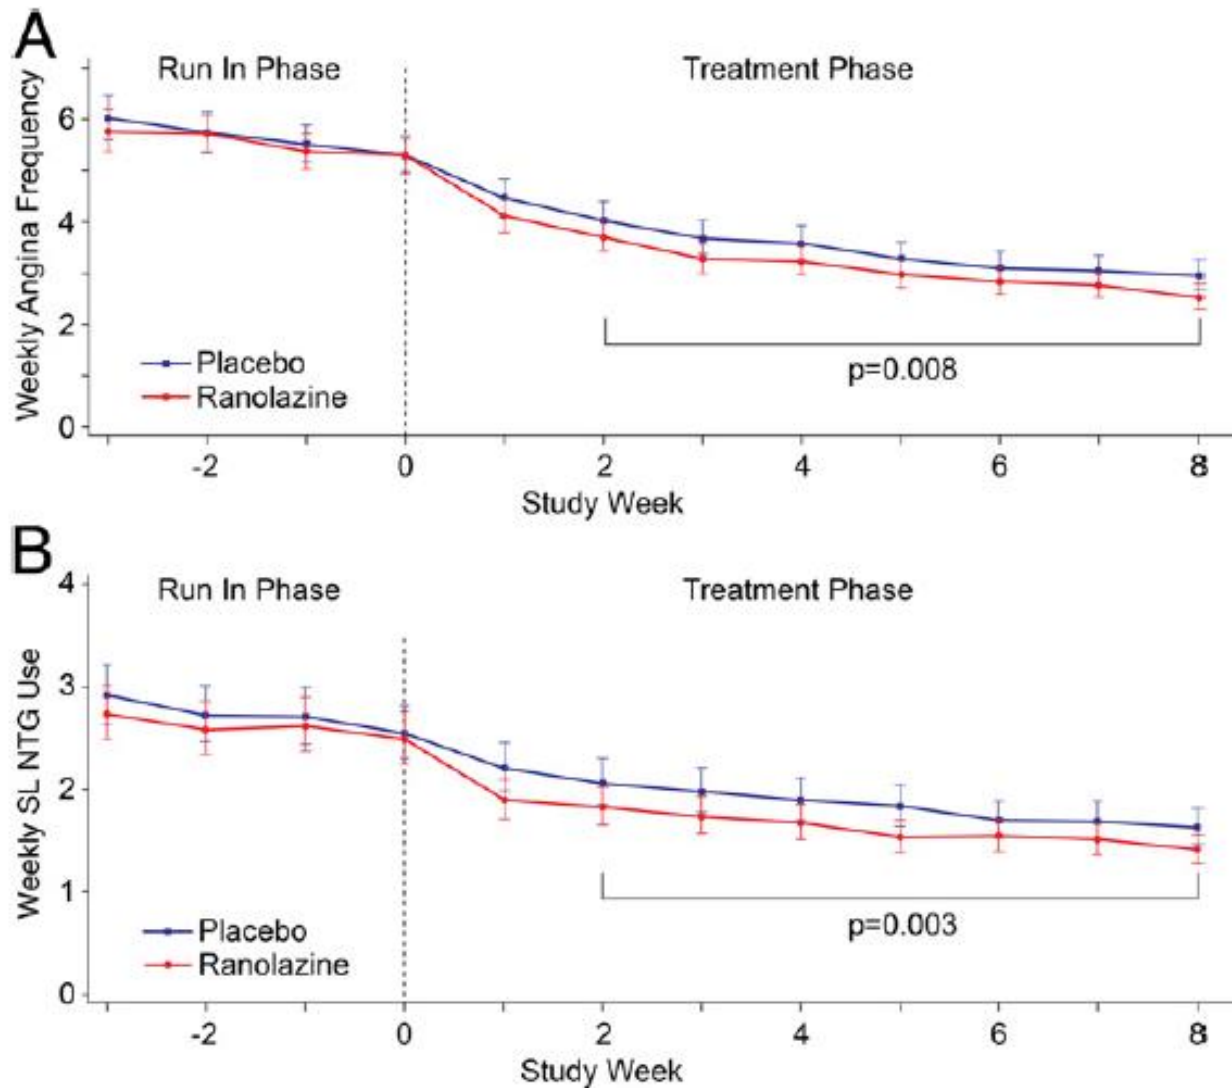 A
Run In Phase
Treatment Phase
Weekly Angina Frequency
6
4
2
0
Placebo
Ranolazine
p=0.008
-2
0
2
4
6
8
Study Week
B
Run In Phase
Treatment Phase
Weekly SL NTG Use
4
3
2
1
0
Placebo
Ranolazine
p=0.003
-2
0
2
4
6
8
Study Week